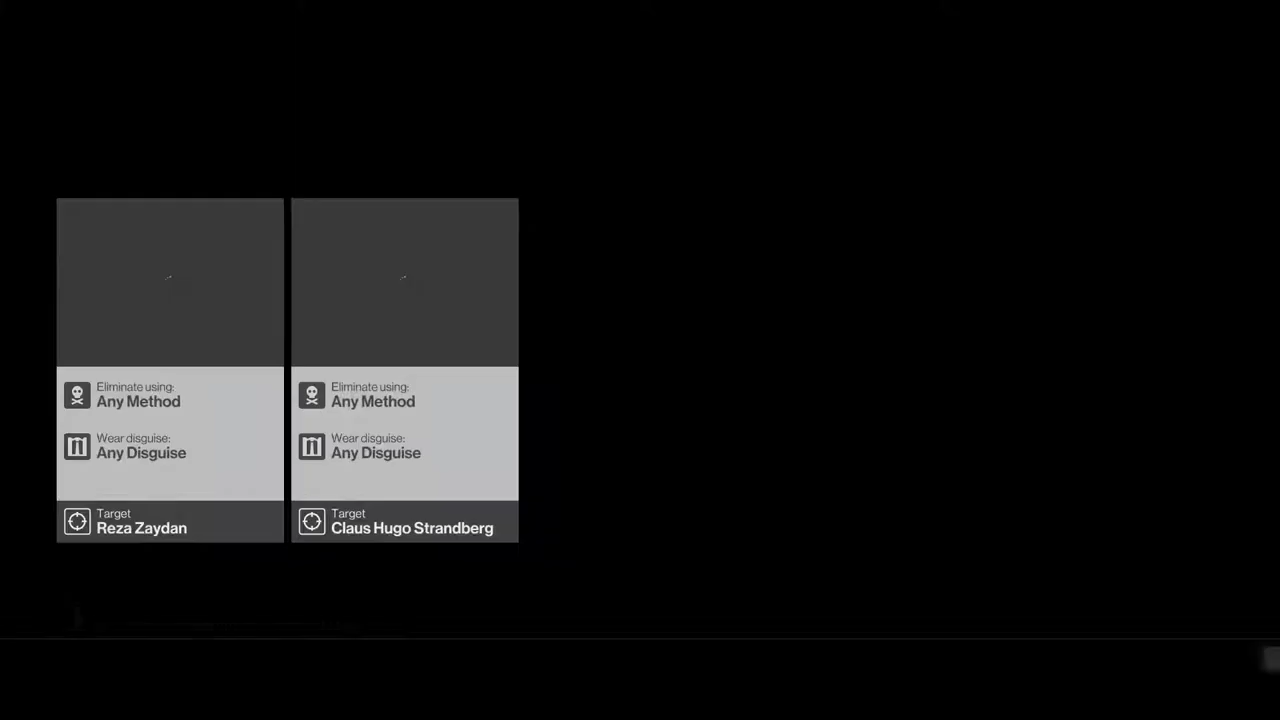 Eliminate using:
Any Method
Wear disguise:
Any Disguise
Target
Reza Zaydan
Eliminate using:
Any Method
Wear disguise:
Any Disguise
Target
Claus Hugo Strandberg